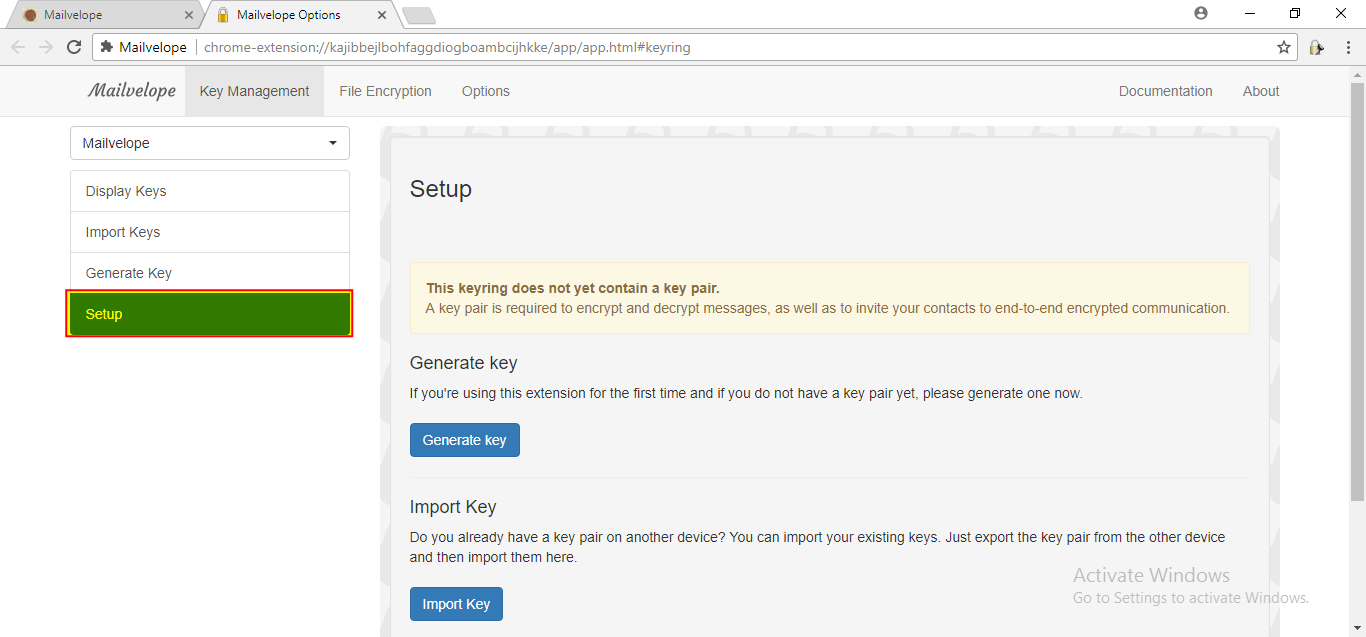 Mailvelope
Mailvelope Options
Mailvelope
chrome-extension://kajibbejlbohfaggdiogboambcijhkke/app/app.html#keyring
Mailvelope
Key Management
File Encryption
Options
Documentation
About
Mailvelope
Display Keys
Import Keys
Generate Key
Setup
Setup
This keyring does not yet contain a key pair.
A key pair is required to encrypt and decrypt messages, as well as to invite your contacts to end-to-end encrypted communication.
Generate key
If you're using this extension for the first time and if you do not have a key pair yet, please generate one now.
Generate key
Import Key
Do you already have a key pair on another device? You can import your existing keys. Just export the key pair from the other device
and then import them here.
Import Key
Activate Windows
Go to Settings to activate Windows.